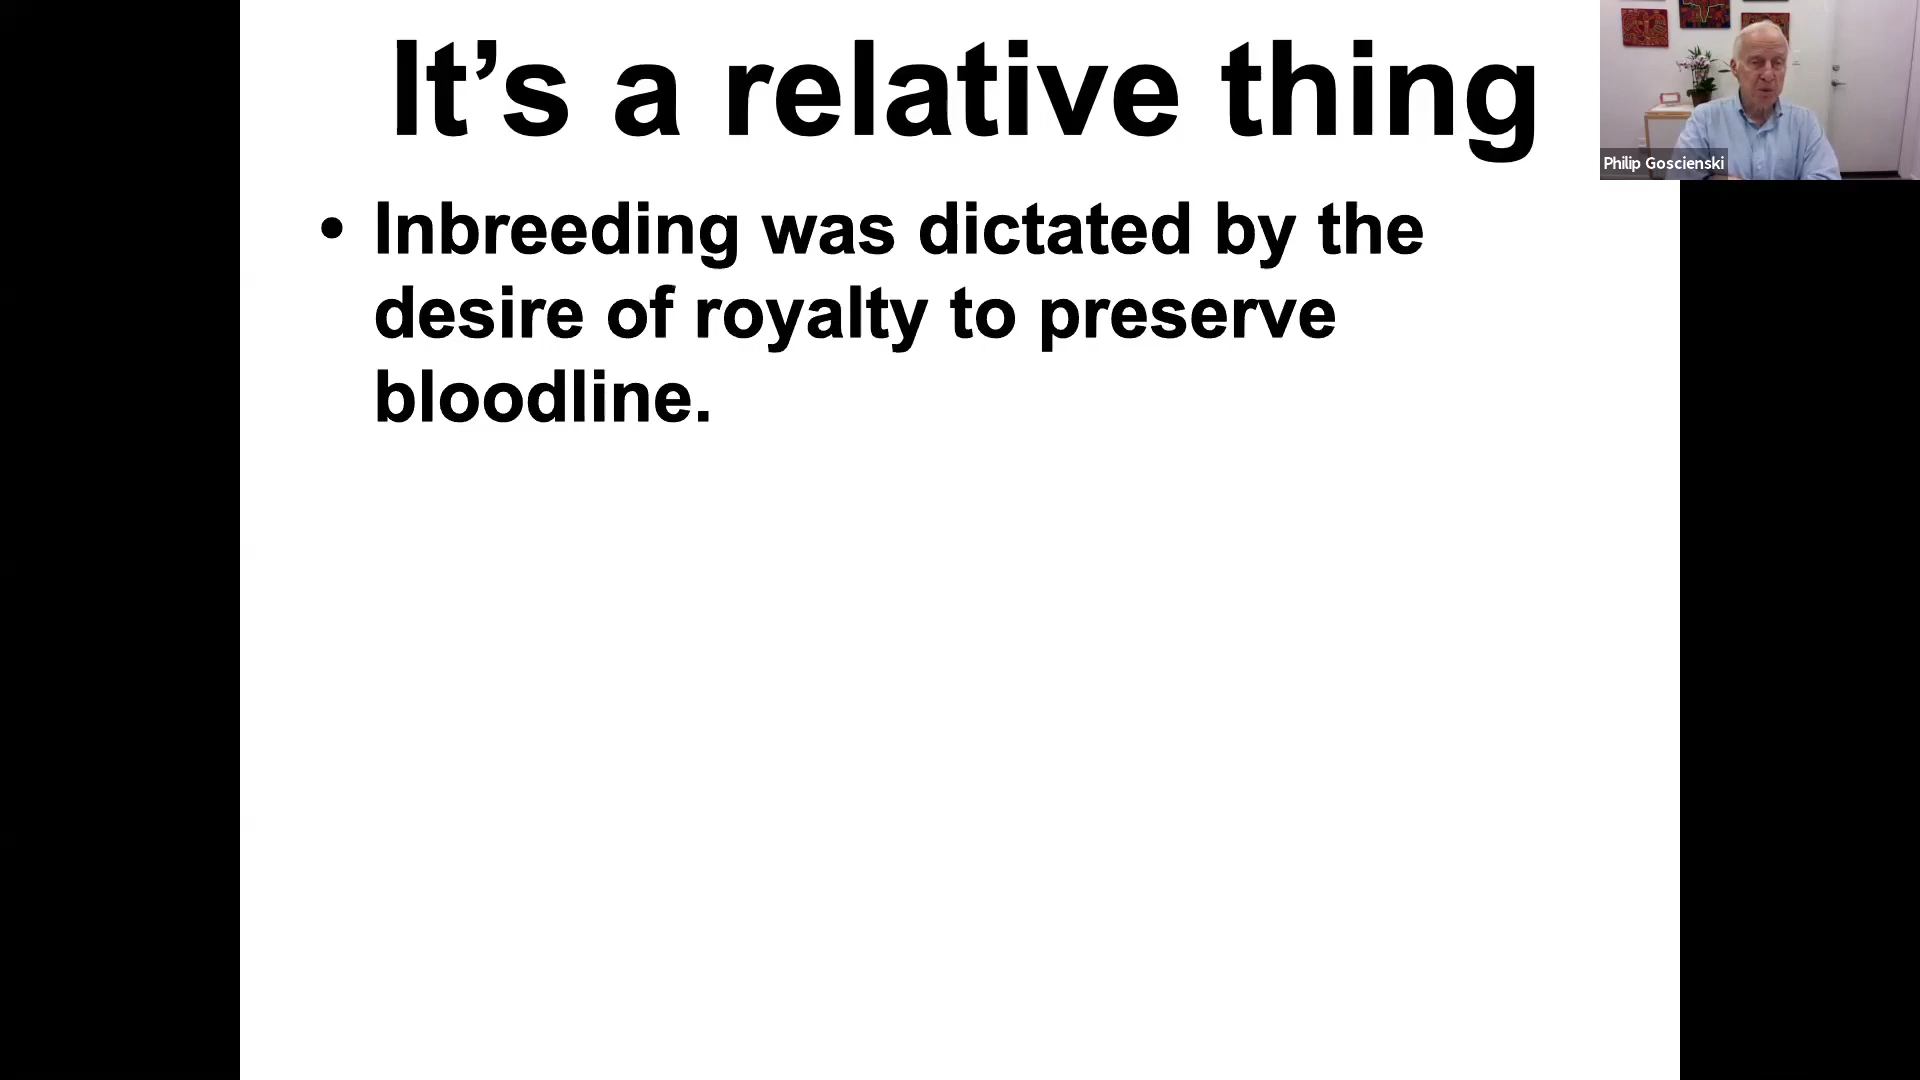 It’s a relative thing
Philip Goscienski
• Inbreeding was dictated by the
desire of royalty to preserve
bloodline.